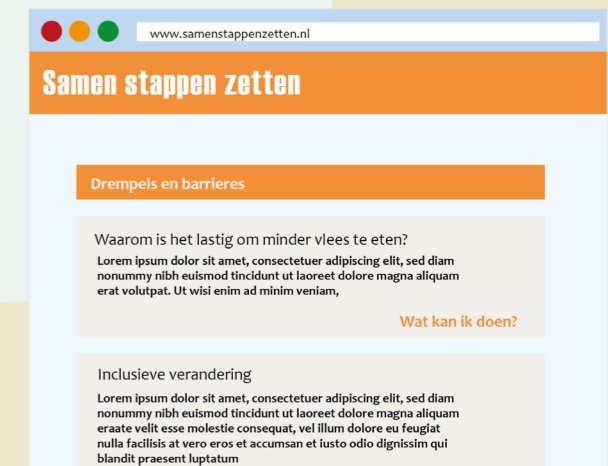 www.samenstappenzetten.nl
Samen stappen zetten
Drempels en barrieres
Waarom is het lastig om minder vlees te eten?
Lorem ipsum dolor sit amet, consectetuer adipiscing elit, sed diam
nonummy nibh euismod tincidunt ut laoreet dolore magna aliquam
erat volutpat. Ut wisi enim ad minim veniam,
Wat kan ik doen?
Inclusieve verandering
Lorem ipsum dolor sit amet, consectetuer adipiscing elit, sed diam
nonummy nibh euismod tincidunt ut laoreet dolore magna aliquam
eraate velit esse molestie consequat, vel illum dolore eu feugiat
nulla facilisis at vero eros et accumsan et iusto odio dignissim qui
blandit praesent luptatum